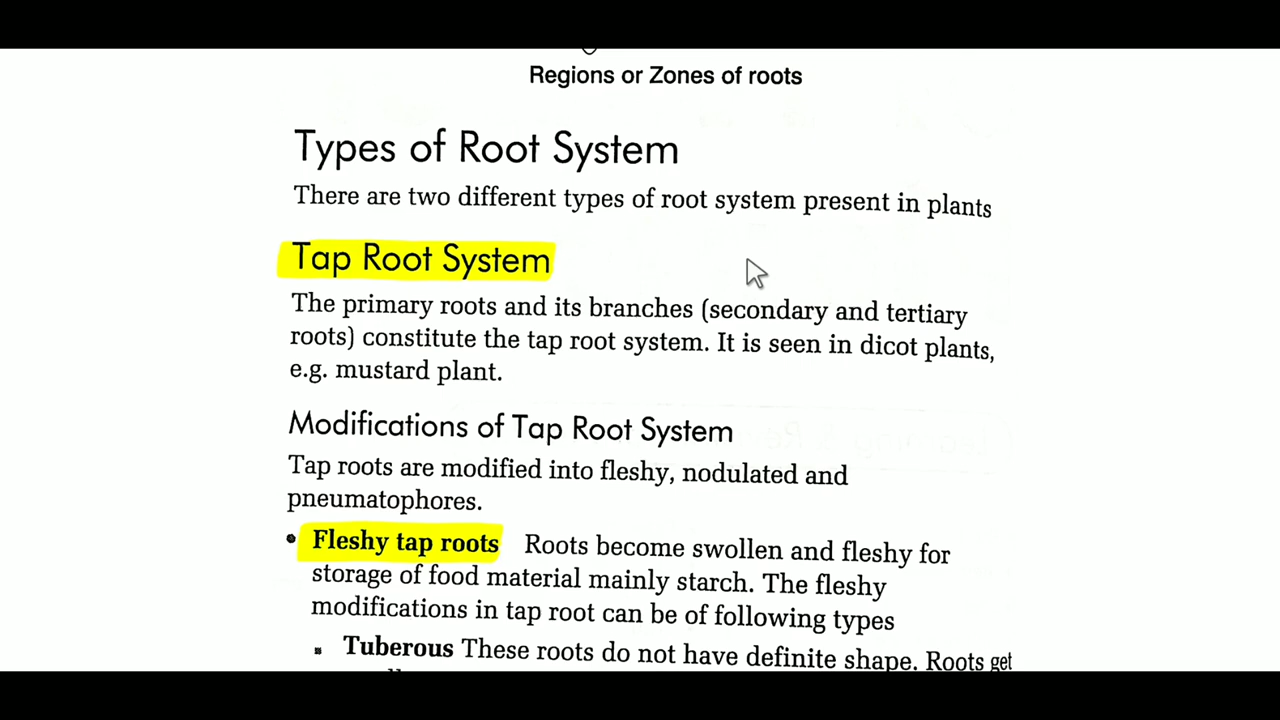 Regions or Zones of roots
Types of Root System
There are two different types of root system present in plants
Tap Root System
The primary roots and its branches (secondary and tertiary
roots) constitute the tap root system. It is seen in dicot plants,
e.g. mustard plant.
Modifications of Tap Root System
Tap roots are modified into fleshy, nodulated and
pneumatophores.
• Fleshy tap roots Roots become swollen and fleshy for
storage of food material mainly starch. The fleshy
modifications in tap root can be of following types
▪ Tuberous These roots do not have definite shape. Roots get